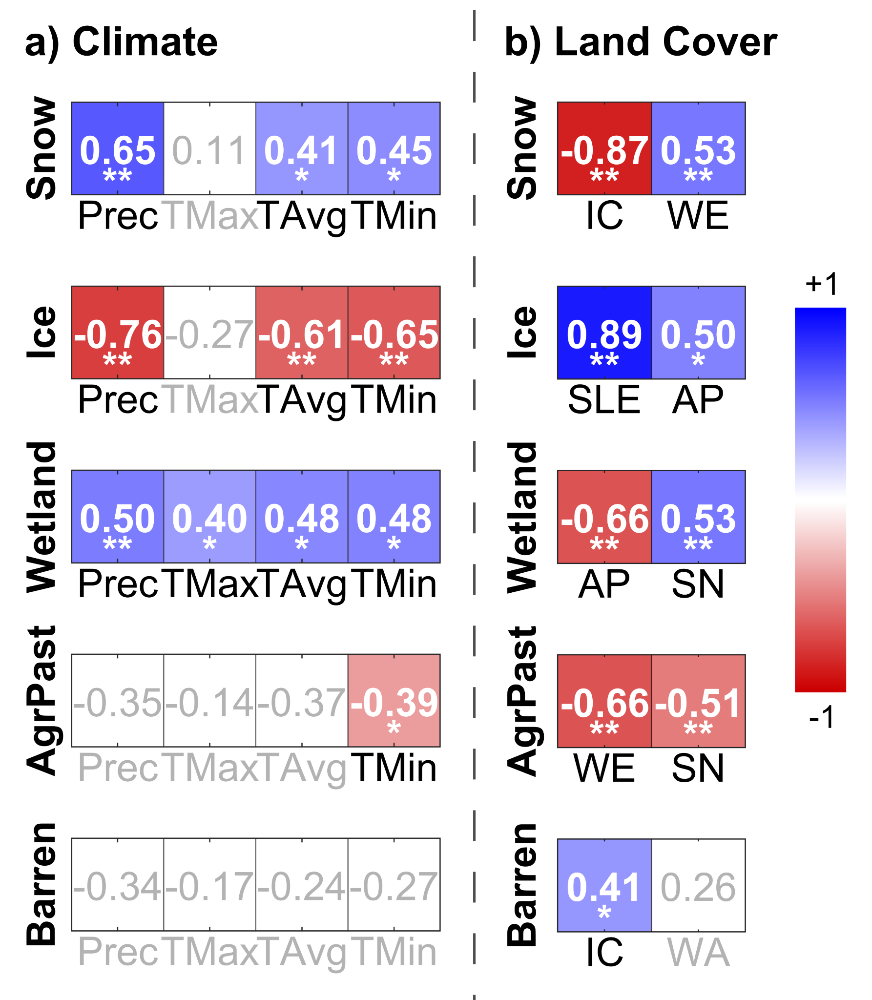 a) Climate
Snow
0.65 0.11 0.41 0.45
** * *
Prec TMax TAvg TMin
Ice
-0.76 -0.27 -0.61 -0.65
** ** **
Prec TMax TAvg TMin
Wetland
0.50 0.40 0.48 0.48
** * * *
Prec TMax TAvg TMin
AgrPast
-0.35 -0.14 -0.37 -0.39
*
Prec TMax TAvg TMin
Barren
-0.34 -0.17 -0.24 -0.27
Prec TMax TAvg TMin
b) Land Cover
Snow
-0.87 0.53
** **
IC WE
Ice
0.89 0.50
** *
SLE AP
Wetland
-0.66 0.53
** **
AP SN
AgrPast
-0.66 -0.51
** **
WE SN
Barren
0.41 0.26
*
IC WA
+1
-1